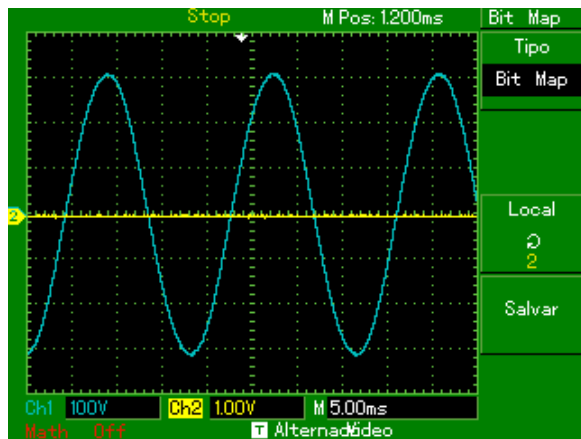 Stop M Pos: 1.200ms Bit Map
Tipo
Bit Map
2
Local
2
Salvar
Ch1 100V Ch2 1.00V M 5.00ms
Math Off T Alternad